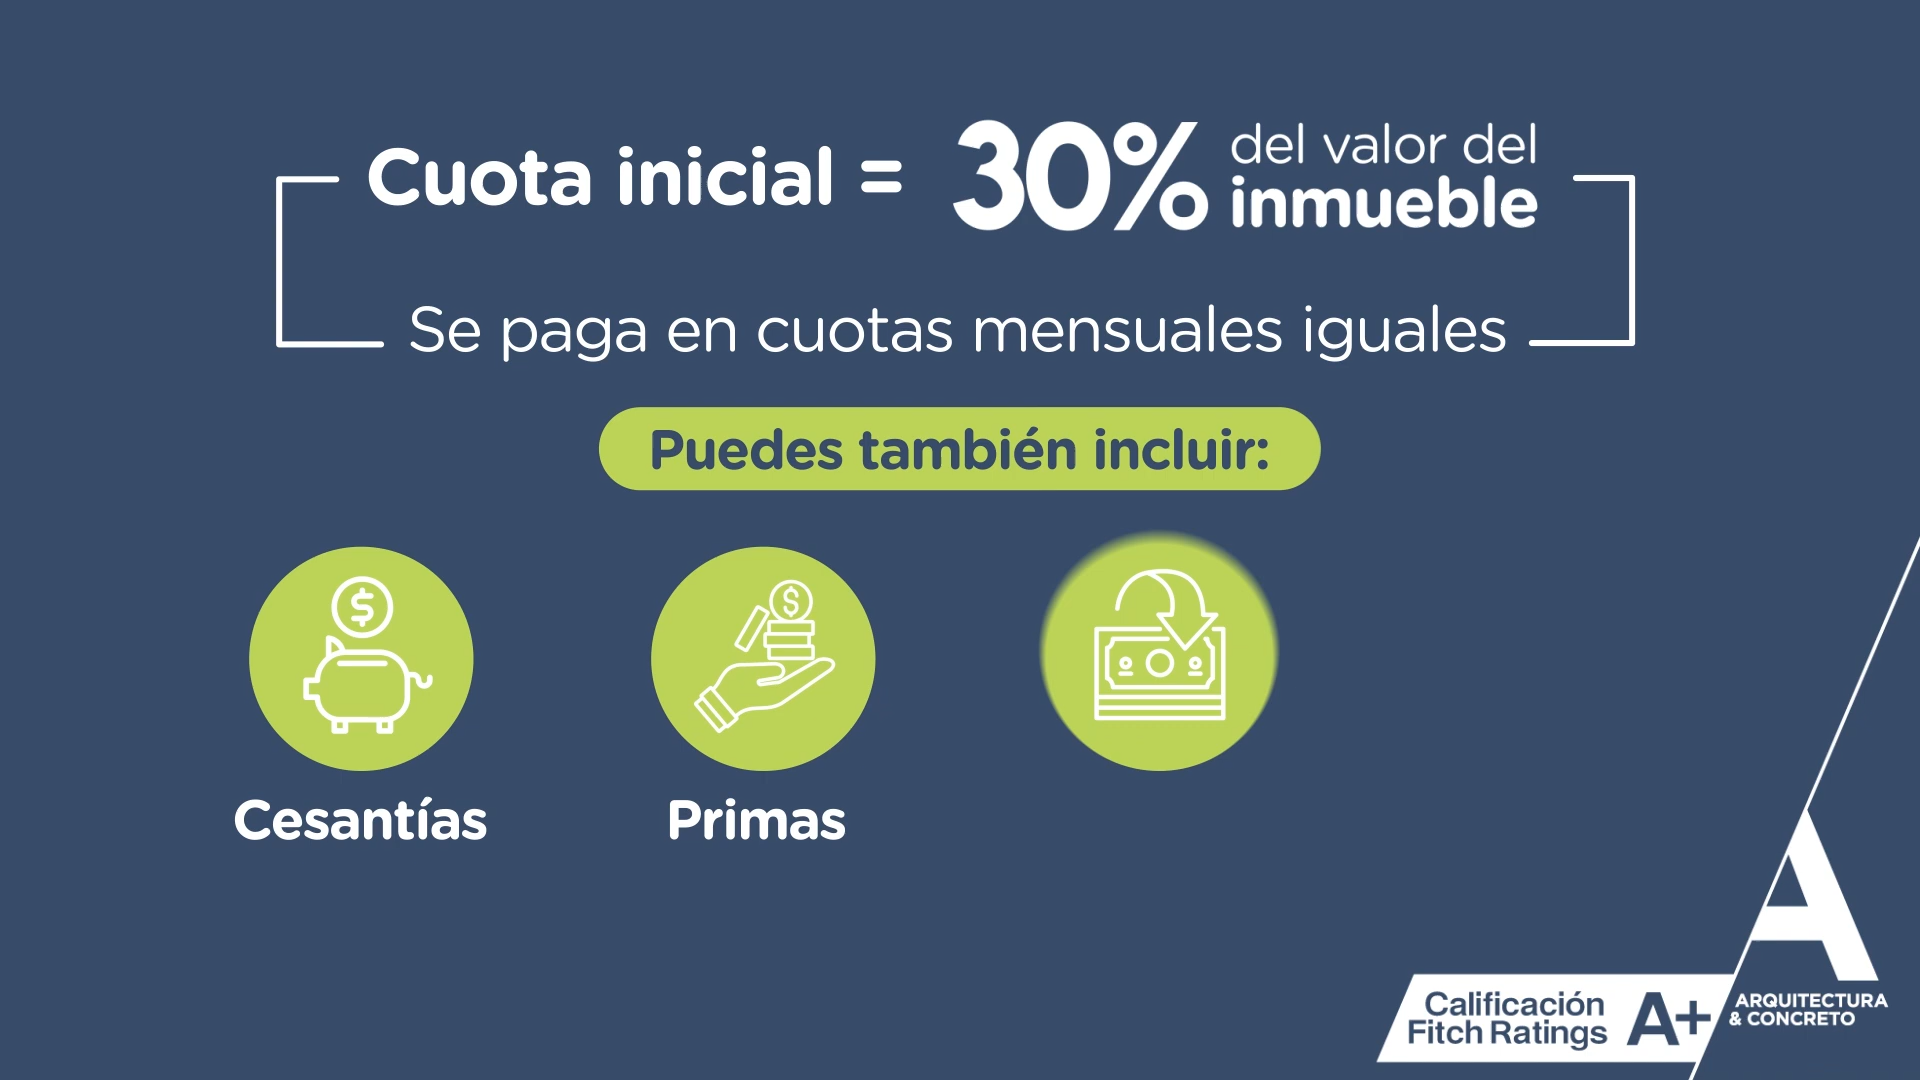 Cuota inicial = 30% del valor del
inmueble
Se paga en cuotas mensuales iguales
Puedes también incluir:
$
$
Cesantías
Primas
A
Calificación
Fitch Ratings A+
ARQUITECTURA
& CONCRETO